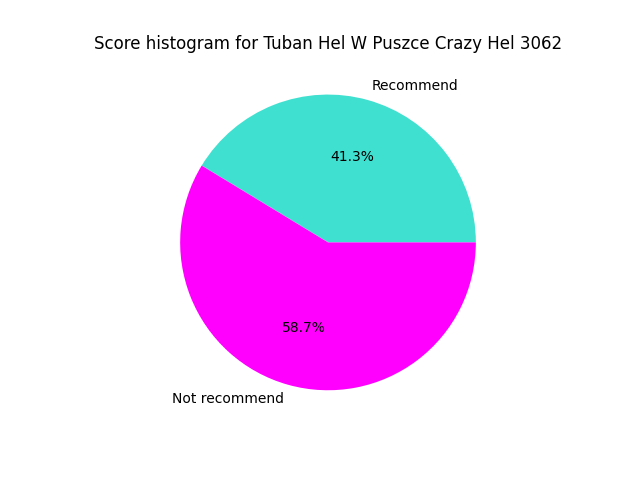 Score histogram for Tuban Hel W Puszce Crazy Hel 3062
Recommend
41.3%
58.7%
Not recommend